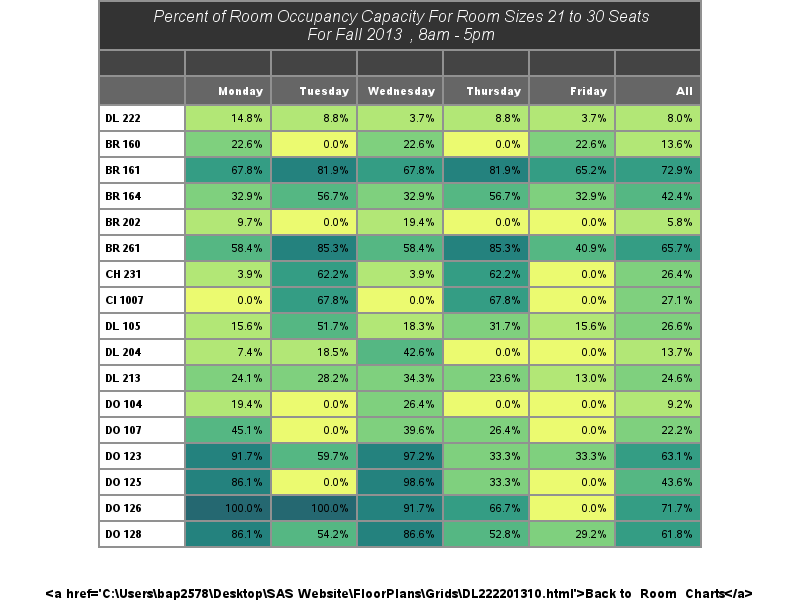 Percent of Room Occupancy Capacity For Room Sizes 21 to 30 Seats
For Fall 2013 , 8am - 5pm
Monday Tuesday Wednesday Thursday Friday All
DL 222 14.8% 8.8% 3.7% 8.8% 3.7% 8.0%
BR 160 22.6% 0.0% 22.6% 0.0% 22.6% 13.6%
BR 161 67.8% 81.9% 67.8% 81.9% 65.2% 72.9%
BR 164 32.9% 56.7% 32.9% 56.7% 32.9% 42.4%
BR 202 9.7% 0.0% 19.4% 0.0% 0.0% 5.8%
BR 261 58.4% 85.3% 58.4% 85.3% 40.9% 65.7%
CH 231 3.9% 62.2% 3.9% 62.2% 0.0% 26.4%
CI 1007 0.0% 67.8% 0.0% 67.8% 0.0% 27.1%
DL 105 15.6% 51.7% 18.3% 31.7% 15.6% 26.6%
DL 204 7.4% 18.5% 42.6% 0.0% 0.0% 13.7%
DL 213 24.1% 28.2% 34.3% 23.6% 13.0% 24.6%
DO 104 19.4% 0.0% 26.4% 0.0% 0.0% 9.2%
DO 107 45.1% 0.0% 39.6% 26.4% 0.0% 22.2%
DO 123 91.7% 59.7% 97.2% 33.3% 33.3% 63.1%
DO 125 86.1% 0.0% 98.6% 33.3% 0.0% 43.6%
DO 126 100.0% 100.0% 91.7% 66.7% 0.0% 71.7%
DO 128 86.1% 54.2% 86.6% 52.8% 29.2% 61.8%
<a href='C:\Users\bap2578\Desktop\SAS Website\FloorPlans\Grids\DL222201310.html'>Back to Room Charts</a>